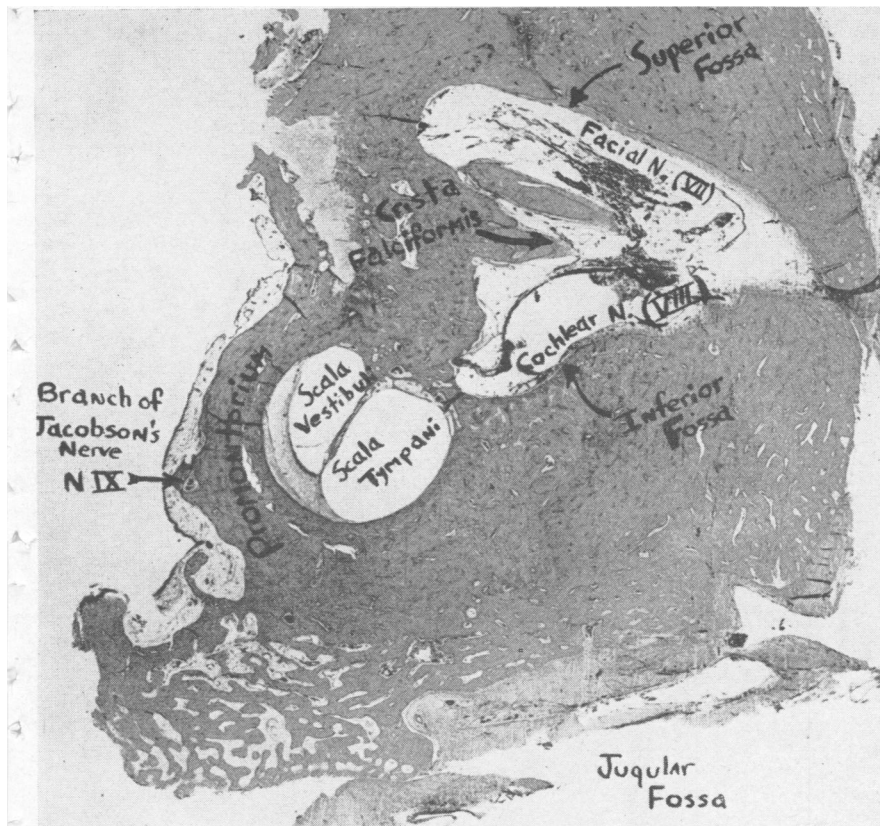 Superior
Fossa
Facial N. (VII)
Crista
Falciformis
Cochlear N. (VIII)
Scala
Vestibuli
Promontorium
Branch of
Jacobson's
Nerve
N IX
Scala
Tympani
Inferior
Fossa
Jugular
Fossa